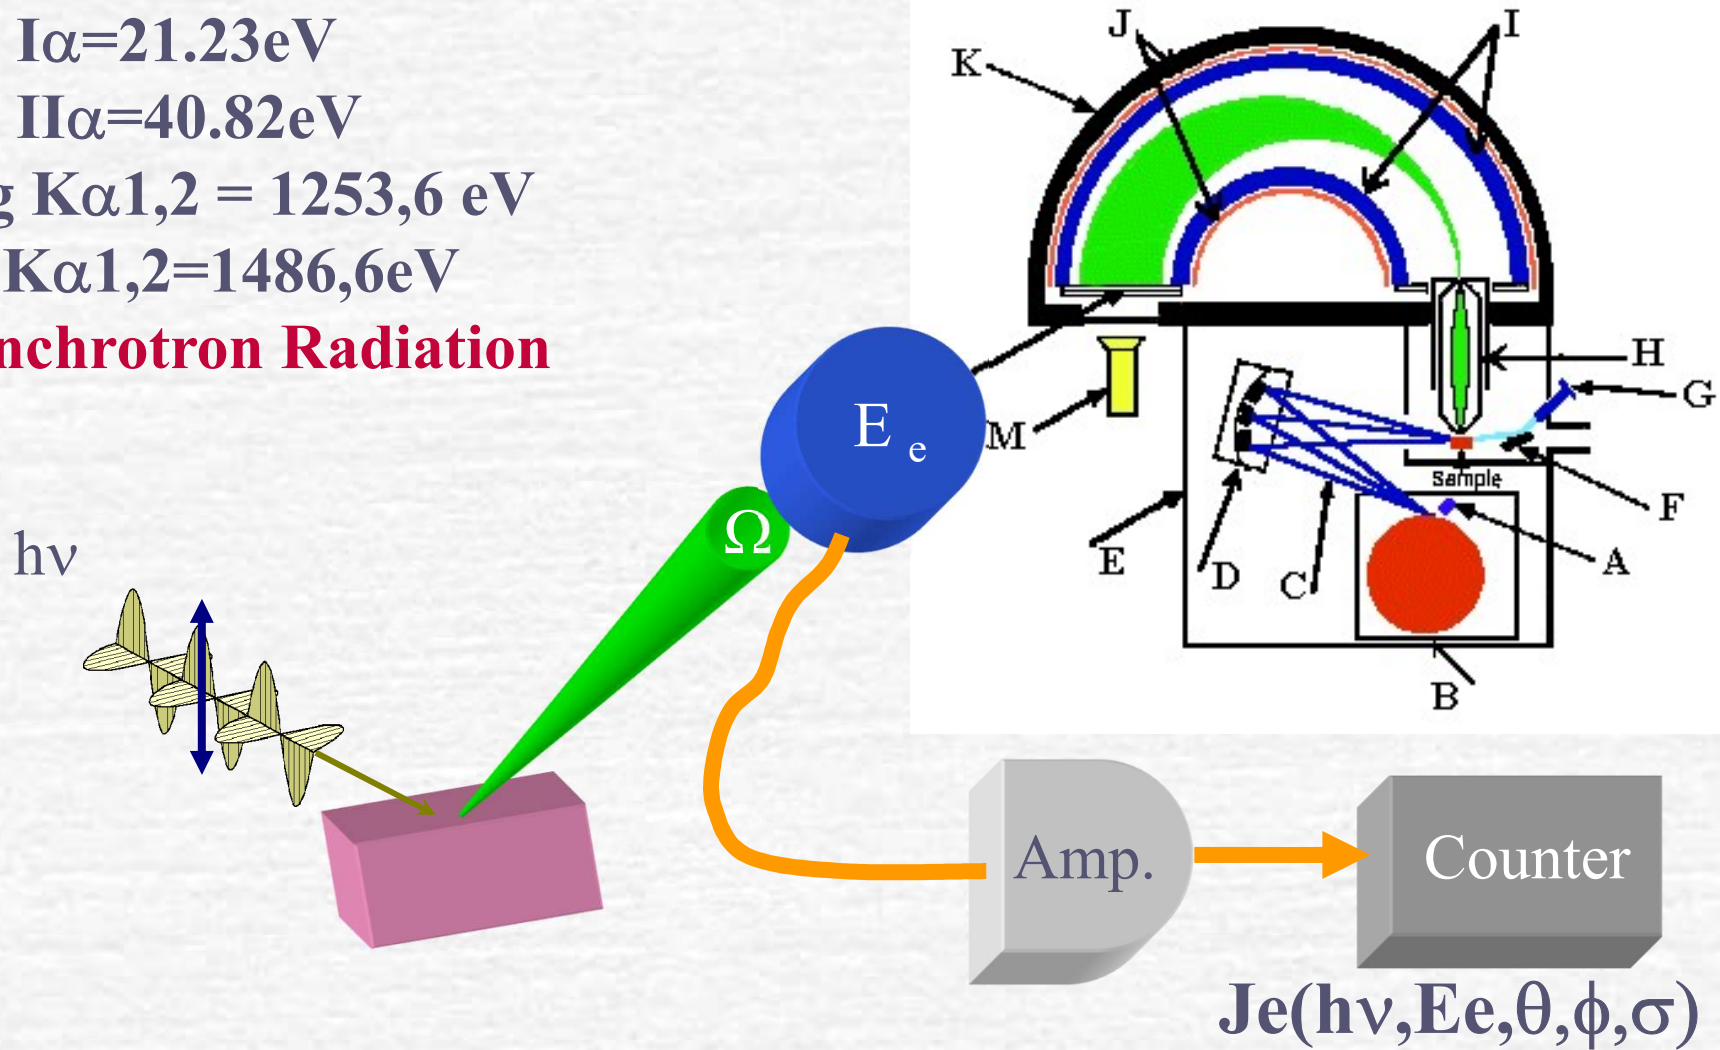 Iα=21.23eV
IIα=40.82eV
g Kα1,2 = 1253,6 eV
Kα1,2=1486,6eV
nchrotron Radiation
J
I
K
H
G
M
Sample
F
E
D
C
A
B
E e
Ω
hν
Amp.
Counter
Je(hν,Ee,θ,ϕ,σ)